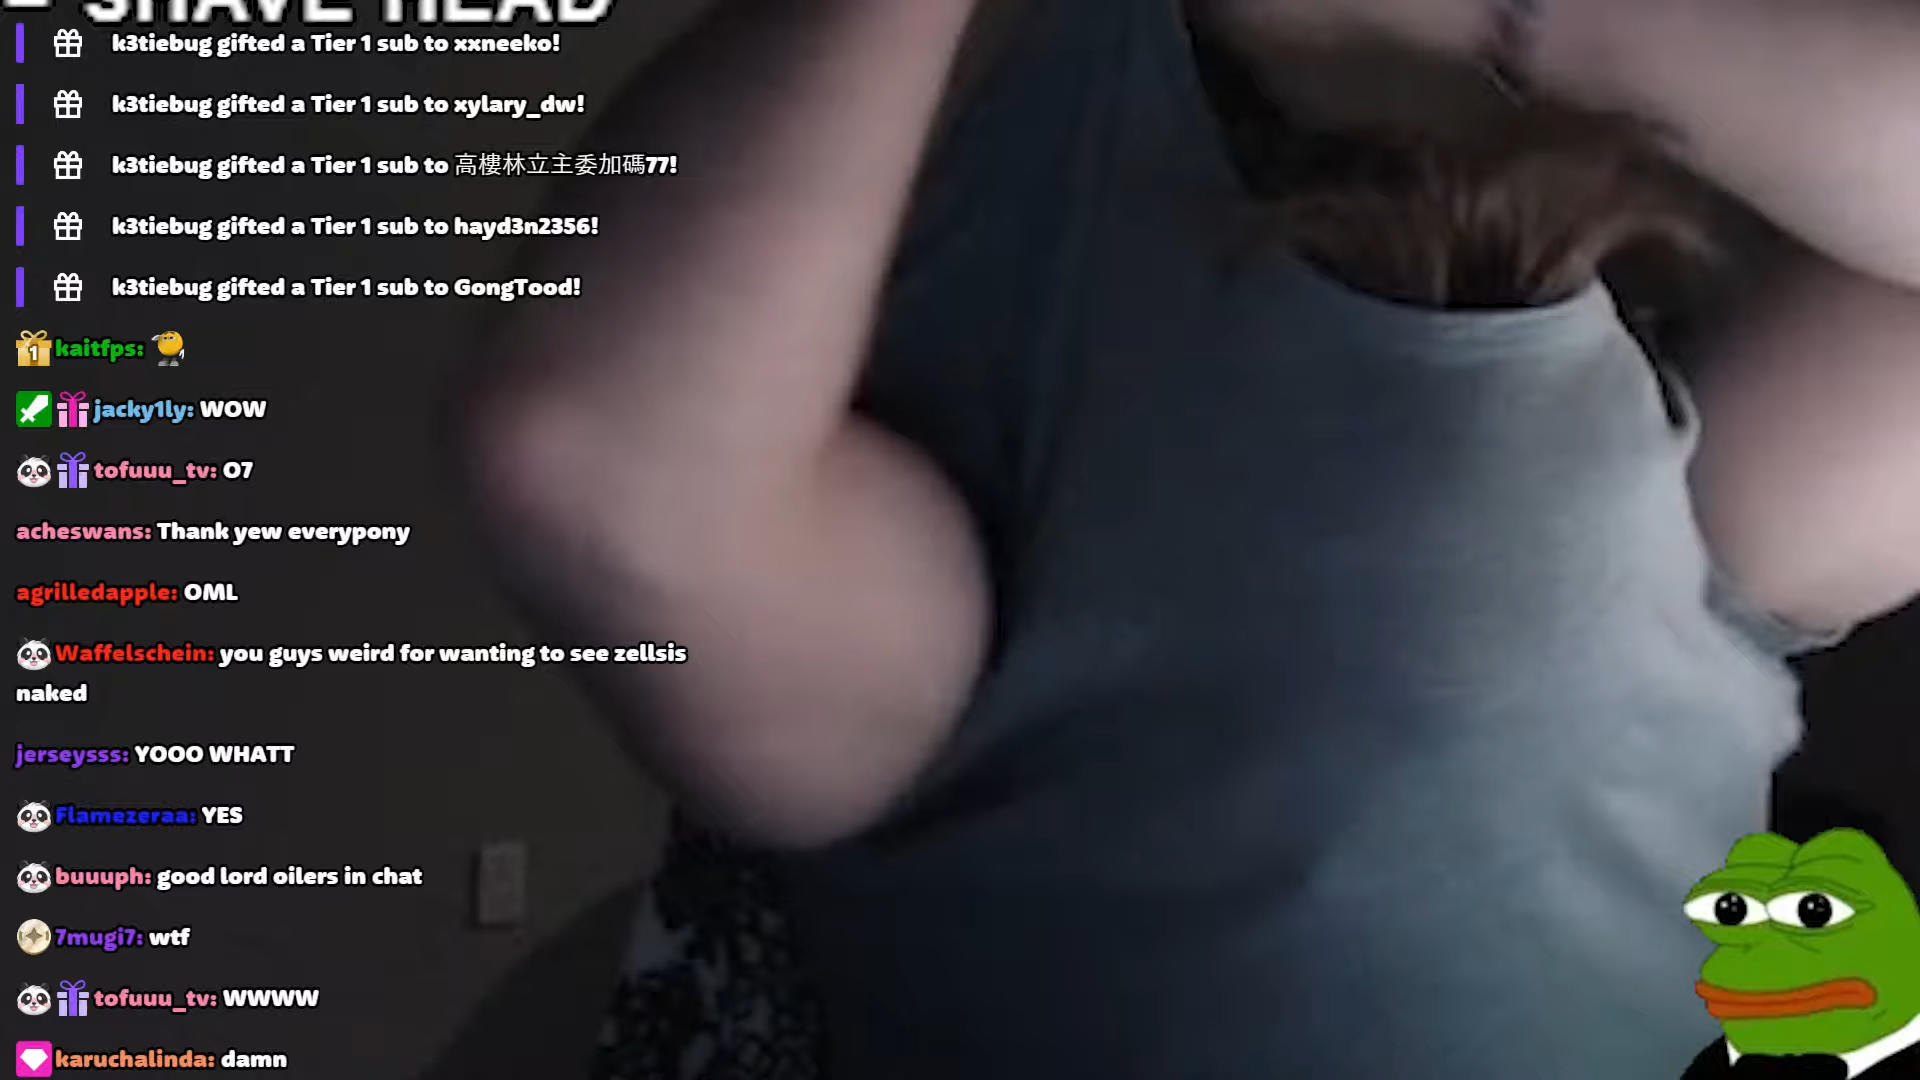 - SHAVE HEAD
k3tiebug gifted a Tier 1 sub to xxneeko!
k3tiebug gifted a Tier 1 sub to xylary_dw!
k3tiebug gifted a Tier 1 sub to 高樓林立主委加碼77!
k3tiebug gifted a Tier 1 sub to hayd3n2356!
k3tiebug gifted a Tier 1 sub to GongTood!
1 kaitfps:
jacky1ly: WOW
tofuuu_tv: O7
acheswans: Thank yew everypony
agrilledapple: OML
Waffelschein: you guys weird for wanting to see zellsis
naked
jerseysss: YOOO WHATT
Flamezeraa: YES
buuuph: good lord oilers in chat
7mugi7: wtf
tofuuu_tv: WWWW
karuchalinda: damn